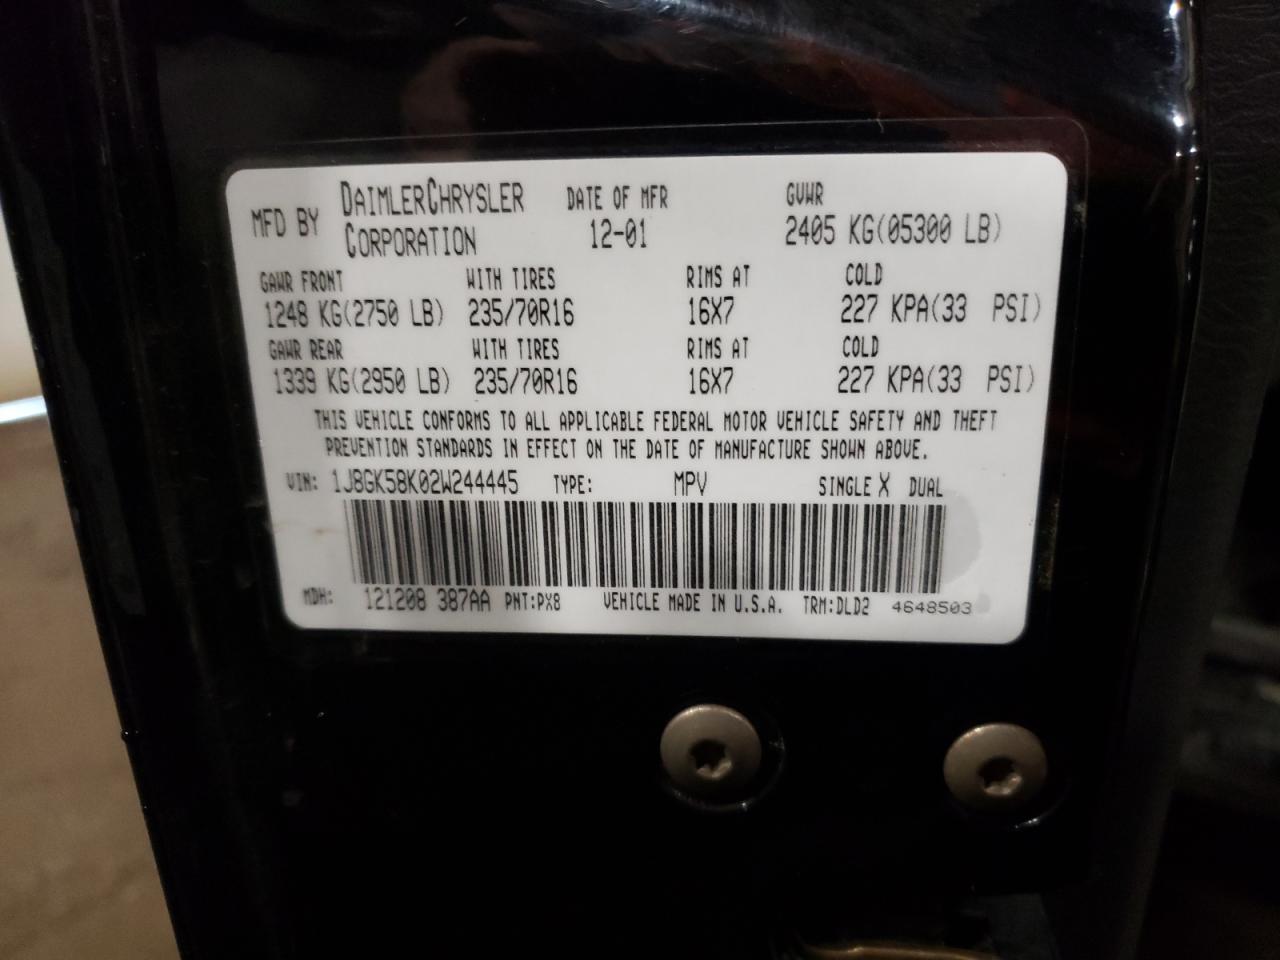 MFD BY DAIMLERCHRYSLER CORPORATION DATE OF MFR 12-01 GVWR 2405 KG(05300 LB)
GAWR FRONT WITH TIRES RIMS AT COLD
1248 KG(2750 LB) 235/70R16 16X7 227 KPA(33 PSI)
GAWR REAR WITH TIRES RIMS AT COLD
1339 KG(2950 LB) 235/70R16 16X7 227 KPA(33 PSI)
THIS VEHICLE CONFORMS TO ALL APPLICABLE FEDERAL MOTOR VEHICLE SAFETY AND THEFT
PREVENTION STANDARDS IN EFFECT ON THE DATE OF MANUFACTURE SHOWN ABOVE.
VIN: 1J8GK58K02W244445 TYPE: MPV SINGLE X DUAL
MDH: 121208 387AA PNT:PX8 VEHICLE MADE IN U.S.A. TRM:DLD2 4648503